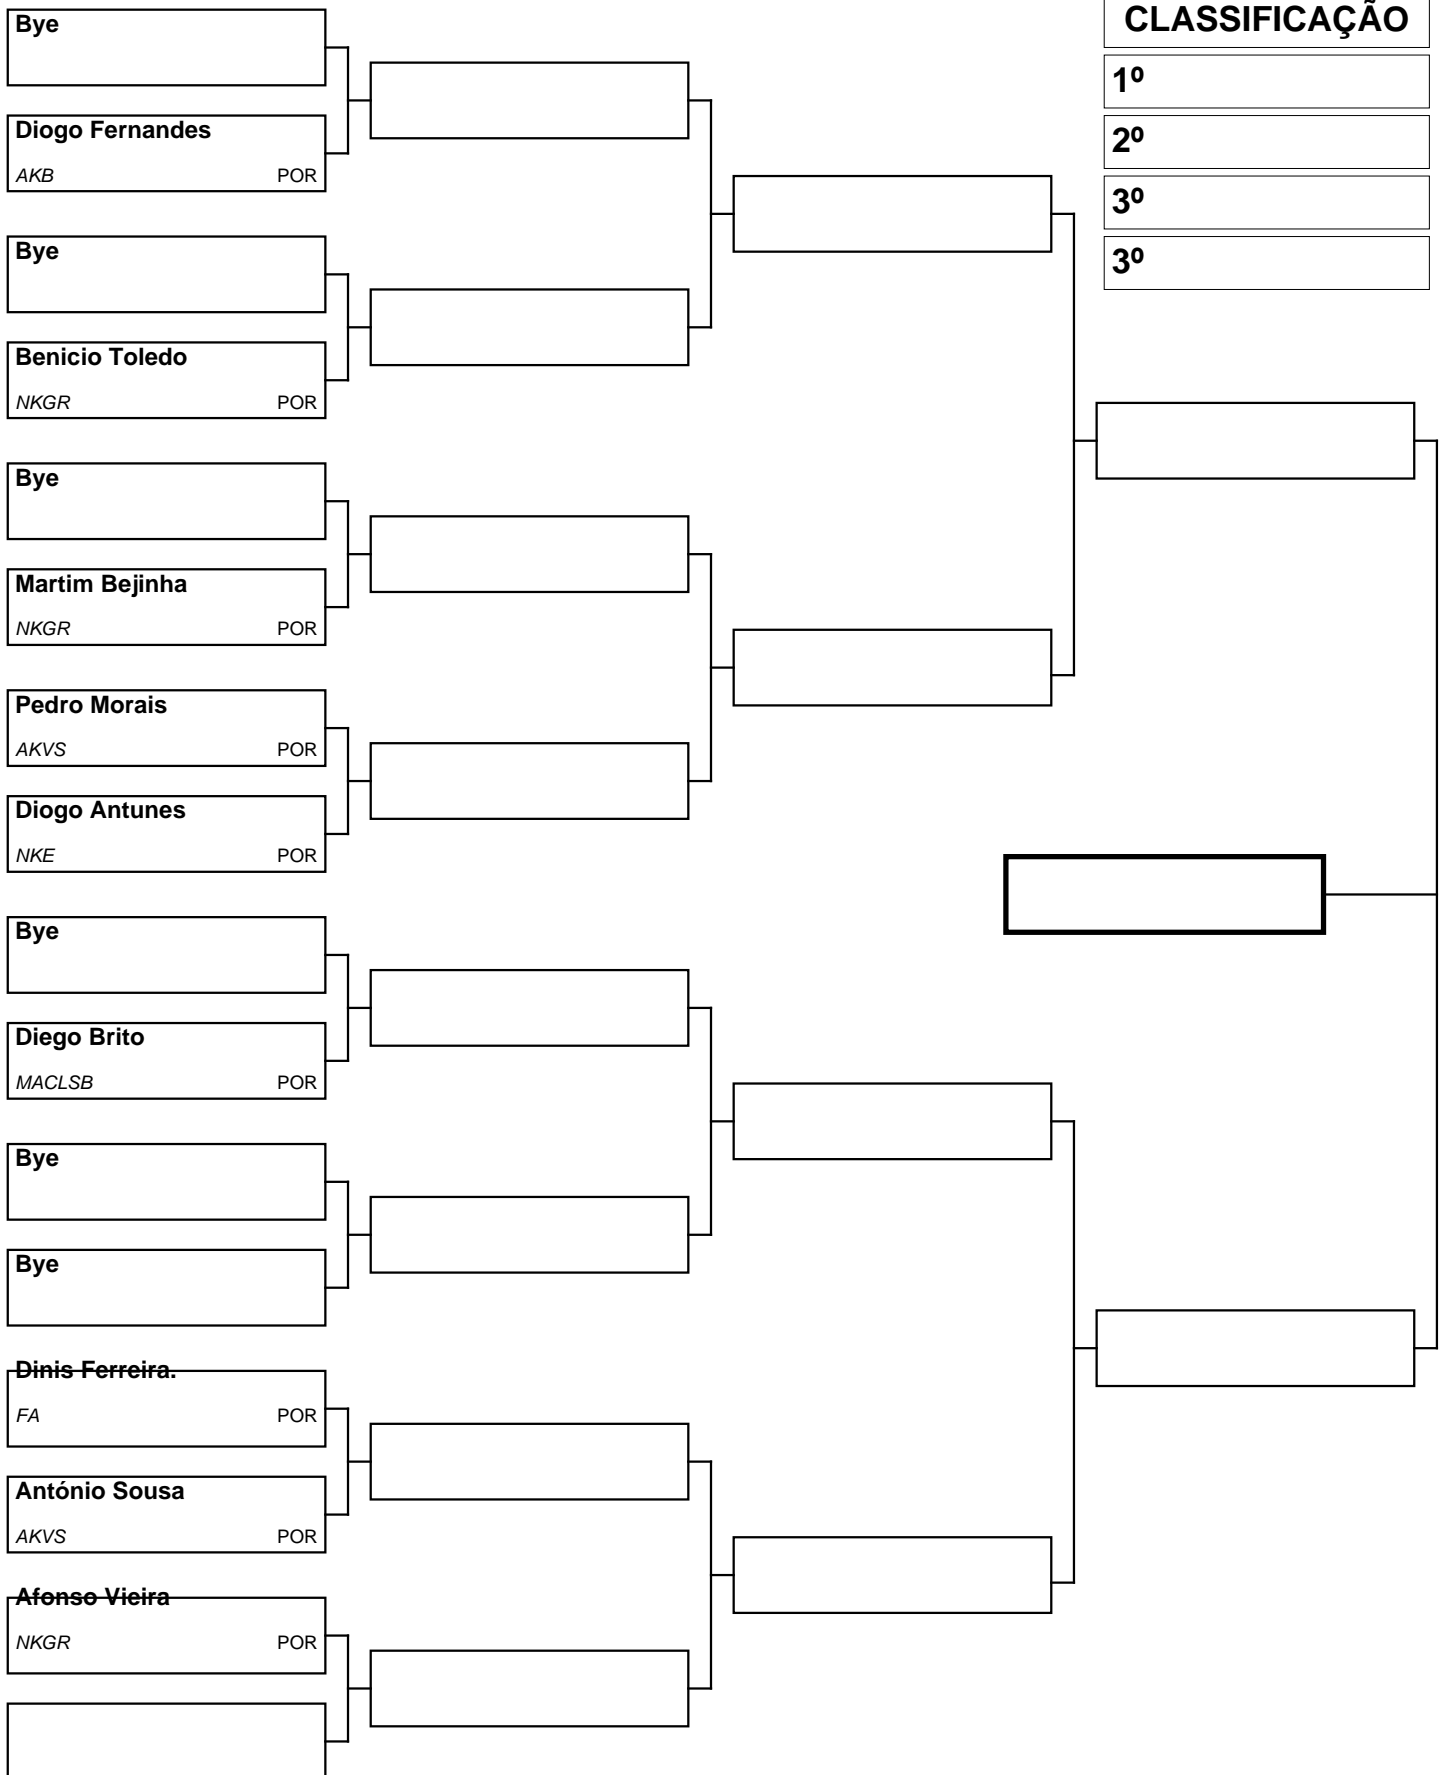 CLASSIFICAÇÃO
1º
2º
3º
3º
Bye
Diogo Fernandes
AKB POR
Bye
Benicio Toledo
NKGR POR
Bye
Martim Bejinha
NKGR POR
Pedro Morais
AKVS POR
Diogo Antunes
NKE POR
Bye
Diego Brito
MACLSB POR
Bye
Bye
Dinis Ferreira.
FA POR
António Sousa
AKVS POR
Afonso Vieira
NKGR POR